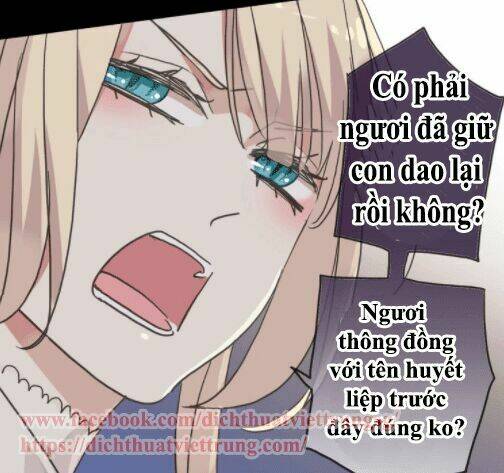 Có phải
ngươi đã giữ
con dao lại
rồi không?
Ngươi
thông đồng
với tên huyết
liệp trước
đây đúng ko?
www.facebook.com/dichthuatviettrung
https://dichthuatviettrung.com/